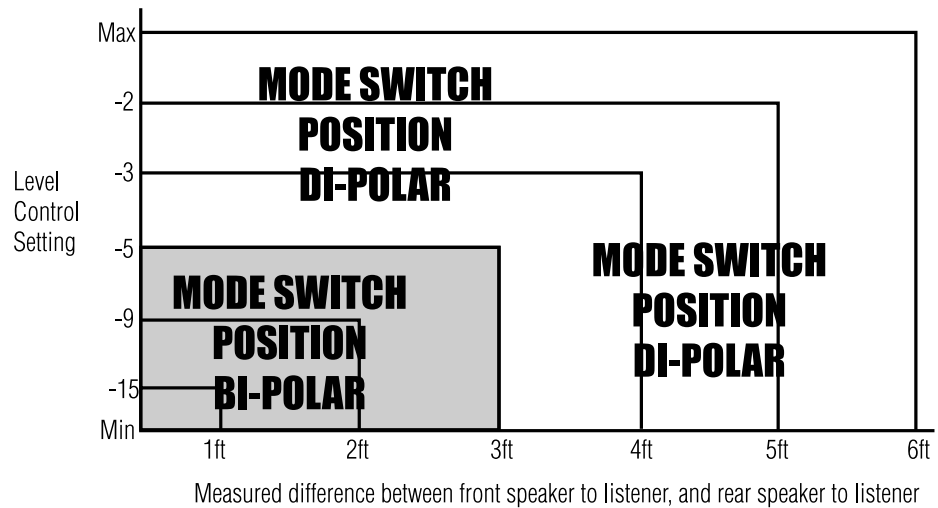 Max
MODE SWITCH
-2
POSITION
-3
DI-POLAR
Level
Control
Setting
-5
MODE SWITCH
POSITION
DI-POLAR
MODE SWITCH
-9
POSITION
-15
BI-POLAR
Min
1ft 2ft 3ft 4ft 5ft 6ft
Measured difference between front speaker to listener, and rear speaker to listener